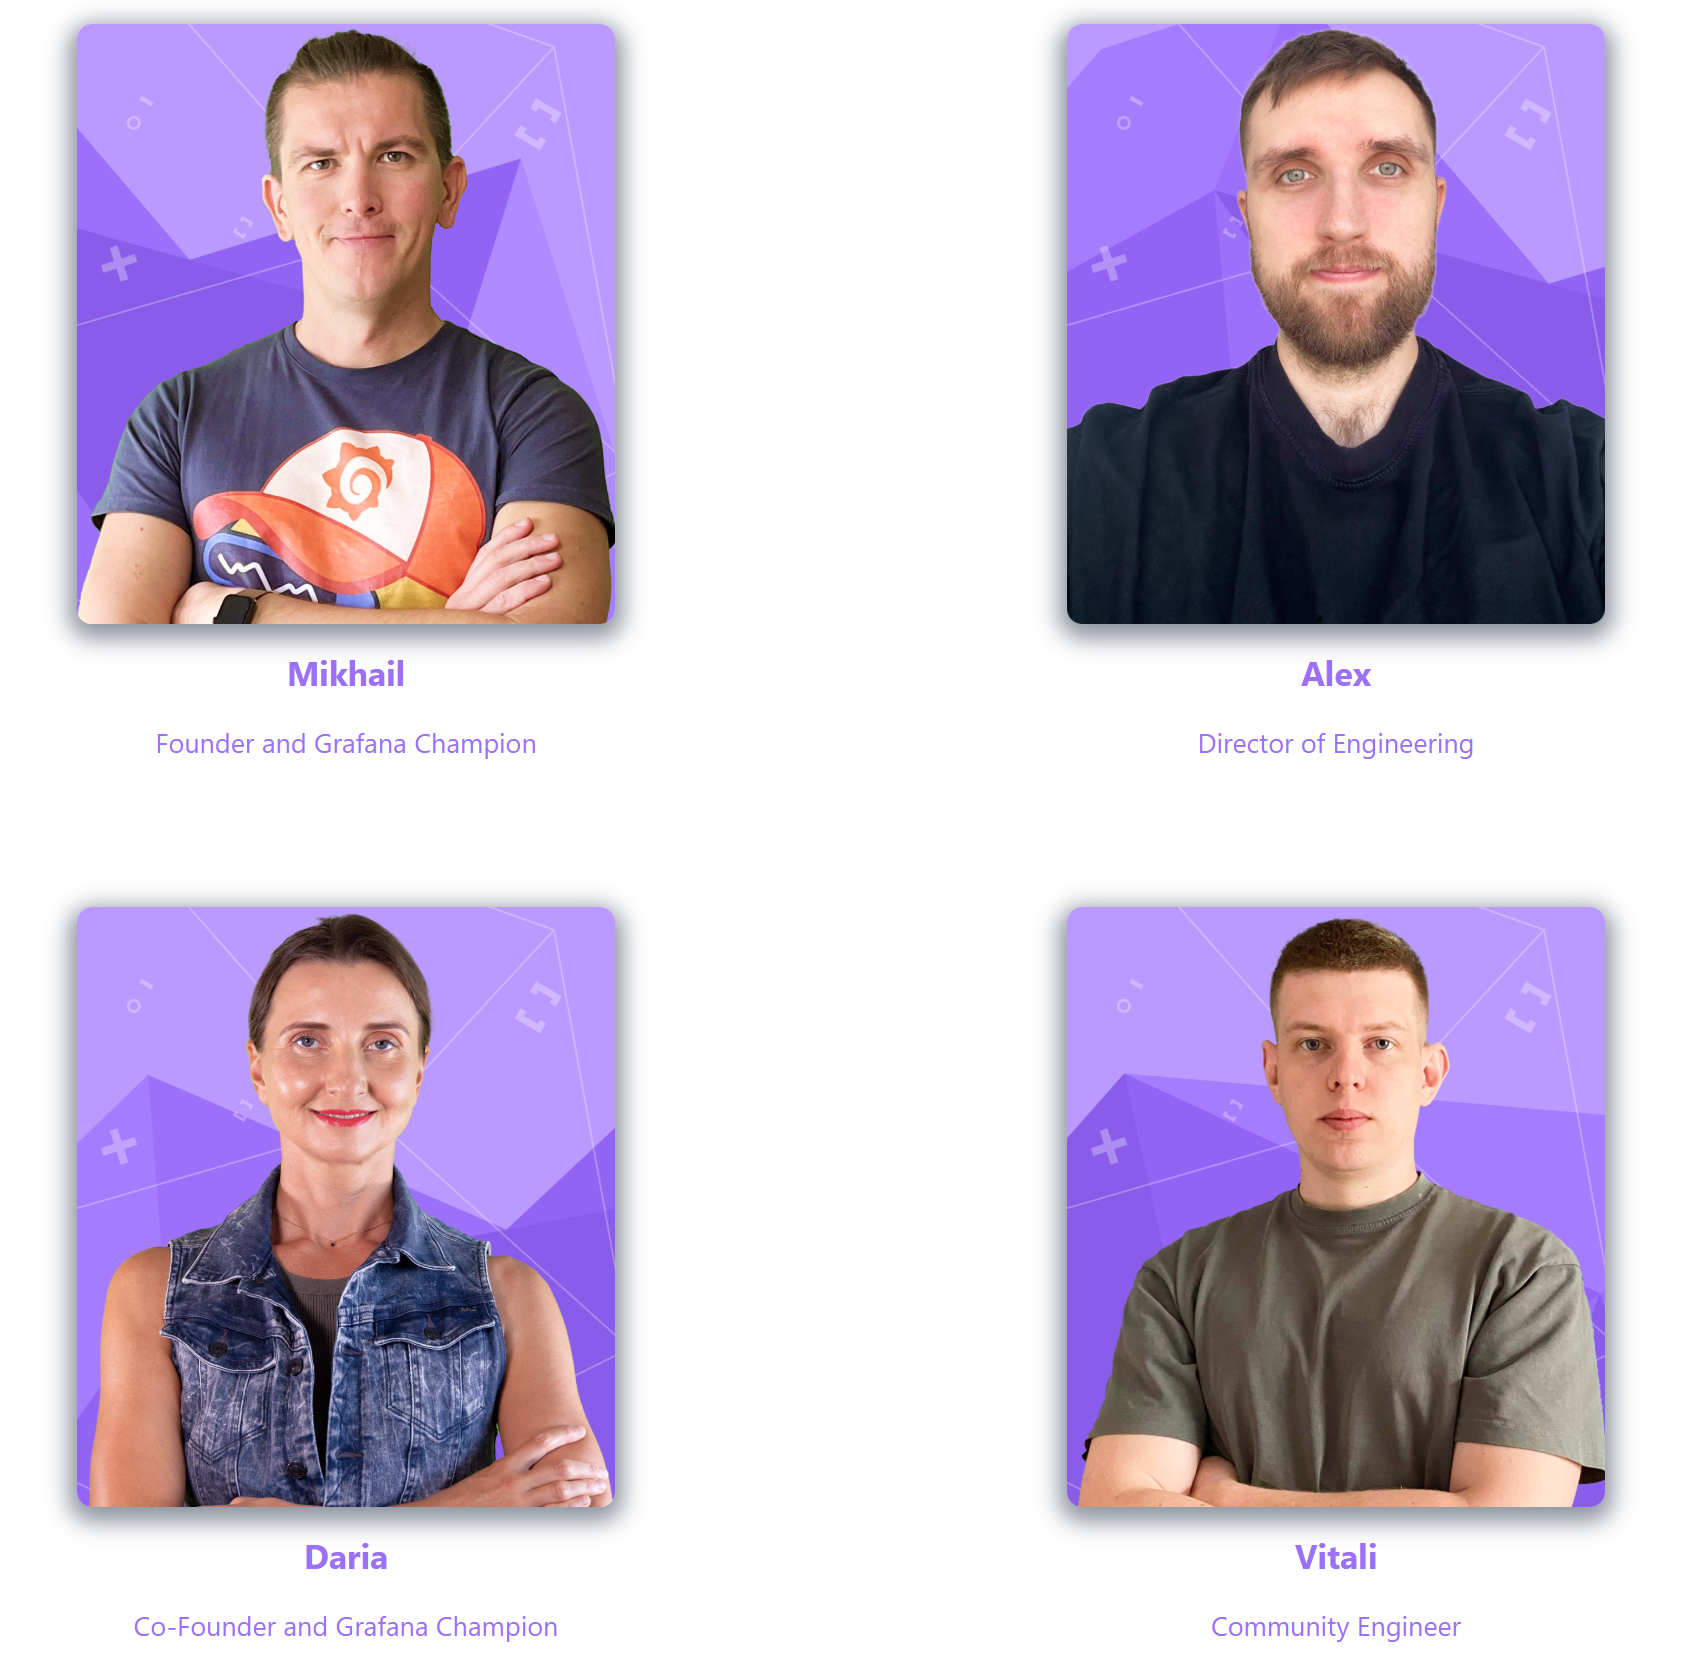 Mikhail
Founder and Grafana Champion
Alex
Director of Engineering
Daria
Co-Founder and Grafana Champion
Vitali
Community Engineer